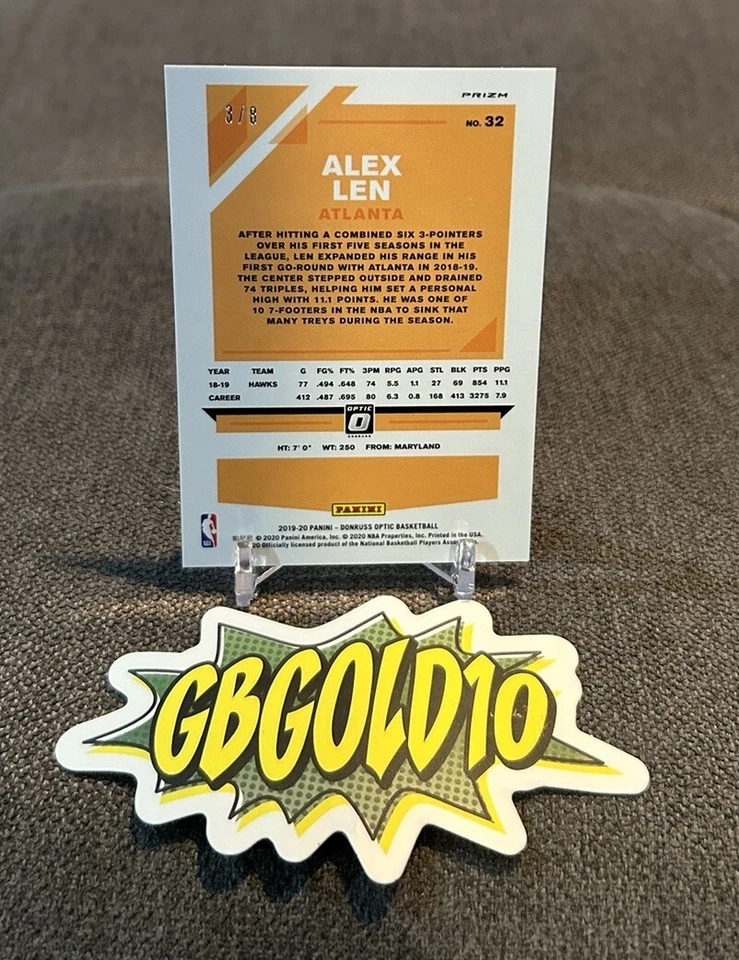 PRIZM
3/8
NO. 32
ALEX
LEN
ATLANTA
AFTER HITTING A COMBINED SIX 3-POINTERS
OVER HIS FIRST FIVE SEASONS IN THE
LEAGUE, LEN EXPANDED HIS RANGE IN HIS
FIRST GO-ROUND WITH ATLANTA IN 2018-19.
THE CENTER STEPPED OUTSIDE AND DRAINED
74 TRIPLES, HELPING HIM SET A PERSONAL
HIGH WITH 11.1 POINTS. HE WAS ONE OF
10 7-FOOTERS IN THE NBA TO SINK THAT
MANY TREYS DURING THE SEASON.
YEAR TEAM G FG% FT% 3PM RPG APG STL BLK PTS PPG
18-19 HAWKS 77 .494 .648 74 5.5 1.1 27 69 854 11.1
CAREER 412 .487 .695 80 6.3 0.8 168 413 3275 7.9
OPTIC
DONRUSS
HT: 7' 0" WT: 250 FROM: MARYLAND
PANINI
2019-20 PANINI – DONRUSS OPTIC BASKETBALL
© 2020 Panini America, Inc. © 2020 NBA Properties, Inc. Printed in the USA.
20 Officially licensed product of the National Basketball Players
NBA
GBGOLD10